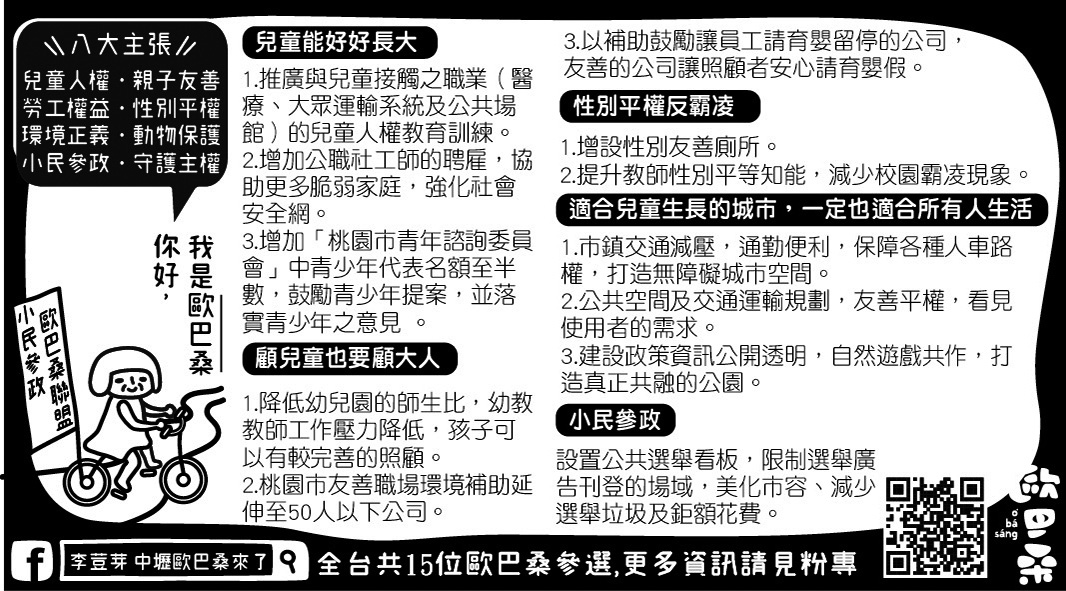 八大主張
兒童人權・親子友善
勞工權益・性別平權
環境正義・動物保護
小民參政・守護主權
你好，
我是歐巴桑
歐巴桑聯盟
小民參政
兒童能好好長大
1.推廣與兒童接觸之職業（醫
療、大眾運輸系統及公共場
館）的兒童人權教育訓練。
2.增加公職社工師的聘雇，協
助更多脆弱家庭，強化社會
安全網。
3.增加「桃園市青年諮詢委員
會」中青少年代表名額至半
數，鼓勵青少年提案，並落
實青少年之意見 。
顧兒童也要顧大人
1.降低幼兒園的師生比，幼教
教師工作壓力降低，孩子可
以有較完善的照顧。
2.桃園市友善職場環境補助延
伸至50人以下公司。
3.以補助鼓勵讓員工請育嬰留停的公司，
友善的公司讓照顧者安心請育嬰假。
性別平權反霸凌
1.增設性別友善廁所。
2.提升教師性別平等知能，減少校園霸凌現象。
適合兒童生長的城市，一定也適合所有人生活
1.市鎮交通減壓，通勤便利，保障各種人車路
權，打造無障礙城市空間。
2.公共空間及交通運輸規劃，友善平權，看見
使用者的需求。
3.建設政策資訊公開透明，自然遊戲共作，打
造真正共融的公園。
小民參政
設置公共選舉看板，限制選舉廣
告刊登的場域，美化市容、減少
選舉垃圾及鉅額花費。
歐巴桑
o͘
bá
sáng
f
李荳芽 中壢歐巴桑來了
全台共15位歐巴桑參選,更多資訊請見粉專